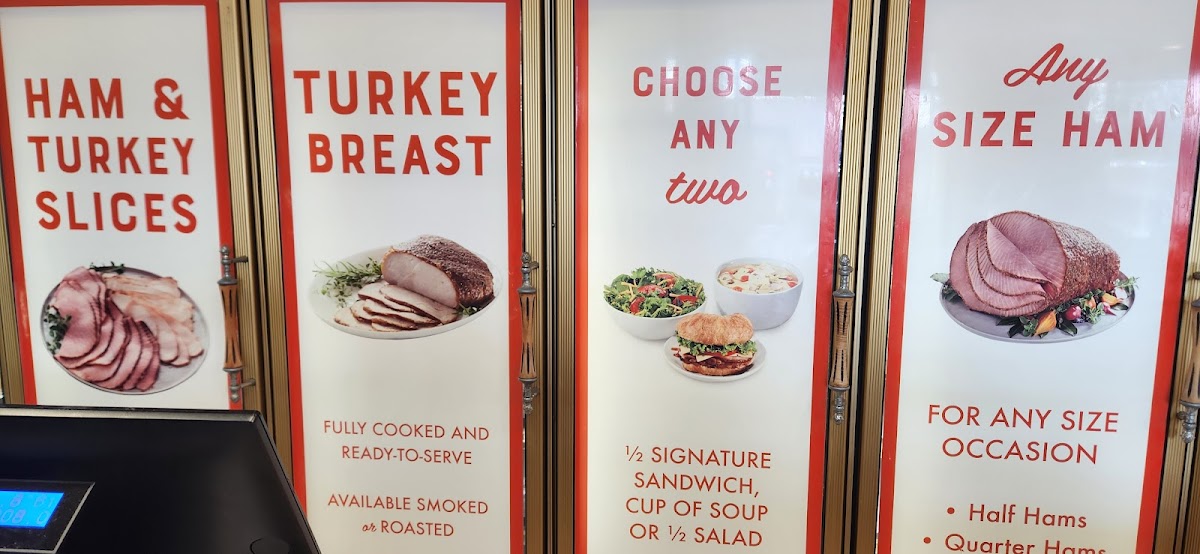 HAM &
TURKEY
SLICES
TURKEY
BREAST
FULLY COOKED AND
READY-TO-SERVE
AVAILABLE SMOKED
or ROASTED
CHOOSE
ANY
two
½ SIGNATURE
SANDWICH,
CUP OF SOUP
OR ½ SALAD
Any
SIZE HAM
FOR ANY SIZE
OCCASION
• Half Hams
• Quarter Hams